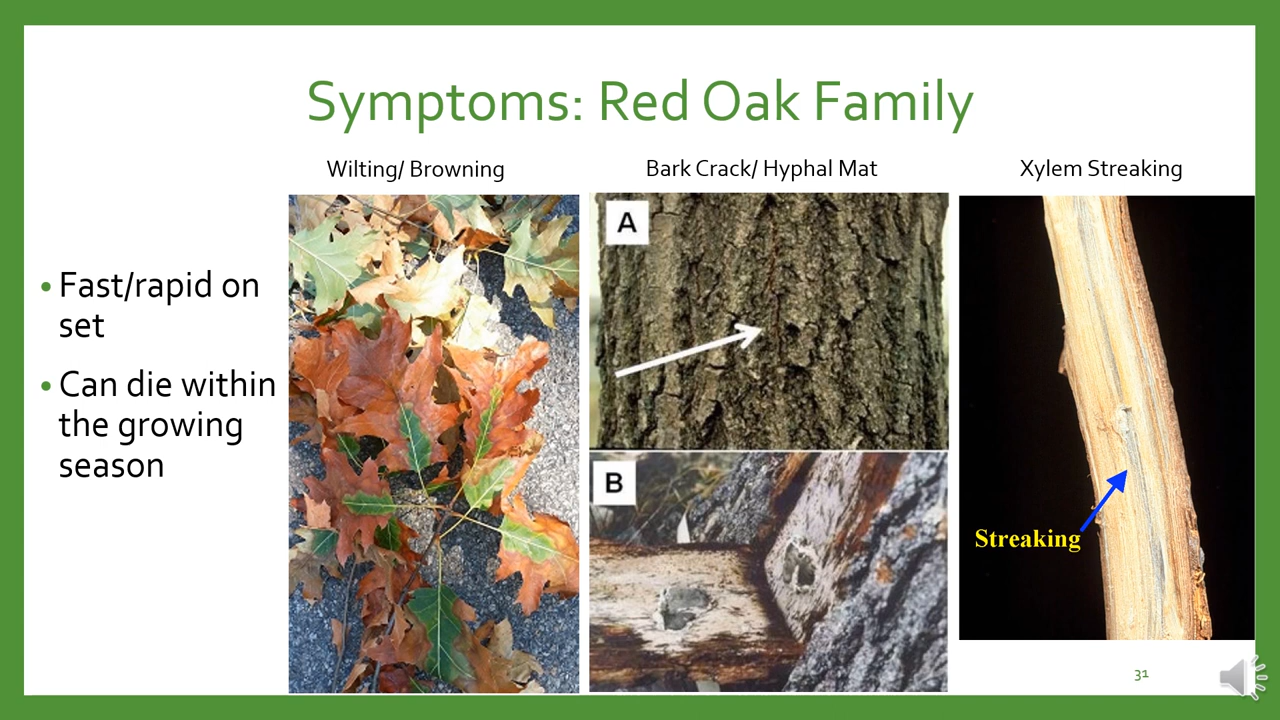 Symptoms: Red Oak Family
Wilting/ Browning
Bark Crack/ Hyphal Mat
Xylem Streaking
• Fast/rapid on
set
• Can die within
the growing
season
A
B
Streaking
31